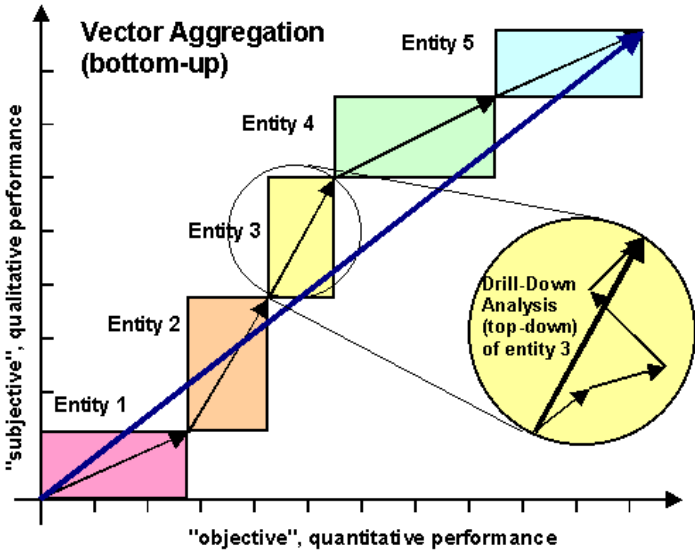 Vector Aggregation
(bottom-up)
Entity 5
Entity 4
Entity 3
Entity 2
Entity 1
Drill-Down
Analysis
(top-down)
of entity 3
"subjective", qualitative performance
"objective", quantitative performance